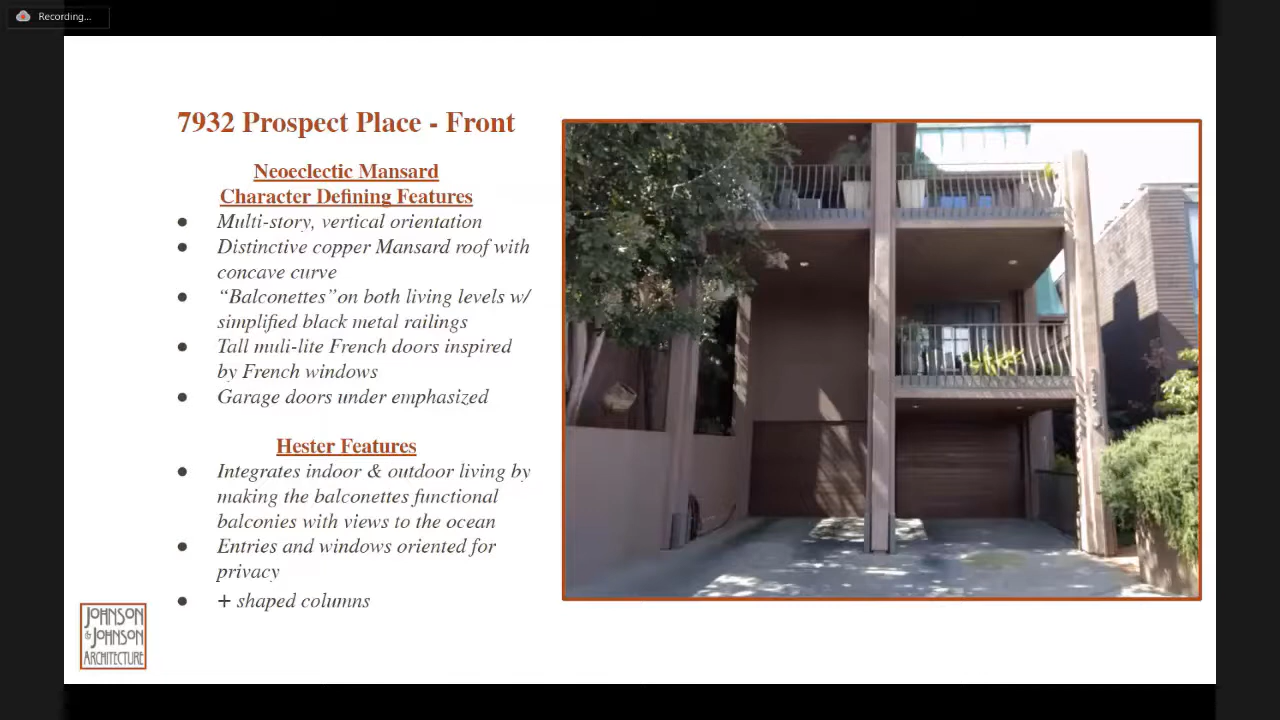 Recording...
7932 Prospect Place - Front
Neoeclectic Mansard
Character Defining Features
● Multi-story, vertical orientation
● Distinctive copper Mansard roof with
concave curve
● “Balconettes”on both living levels w/
simplified black metal railings
● Tall muli-lite French doors inspired
by French windows
● Garage doors under emphasized
Hester Features
● Integrates indoor & outdoor living by
making the balconettes functional
balconies with views to the ocean
● Entries and windows oriented for
privacy
● + shaped columns
JOHNSON
& JOHNSON
ARCHITECTURE